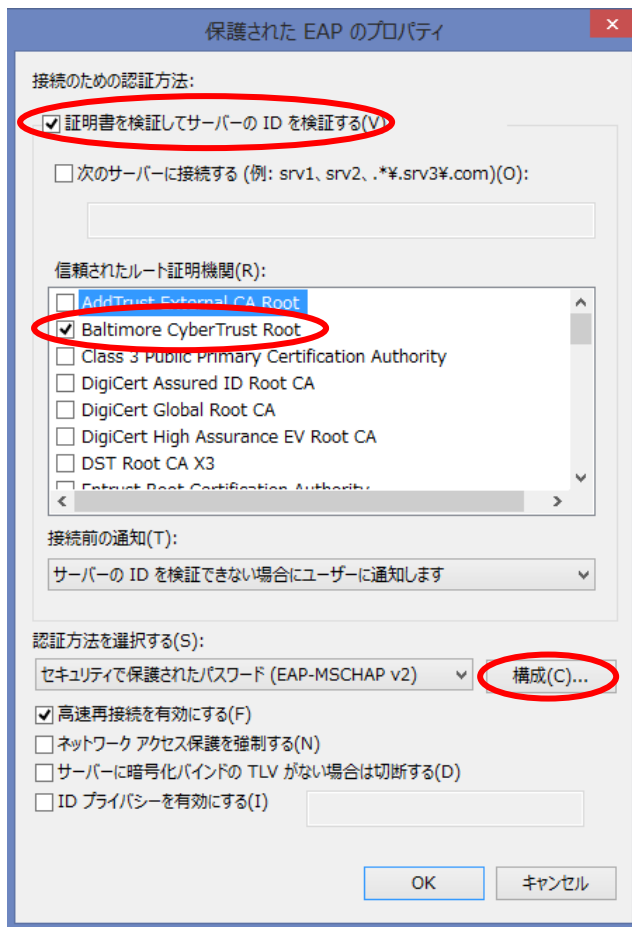 保護された EAP のプロパティ
接続のための認証方法:
証明書を検証してサーバーの ID を検証する(V)
次のサーバーに接続する (例: srv1、srv2、.*¥.srv3¥.com)(O):
信頼されたルート証明機関(R):
AddTrust External CA Root
Baltimore CyberTrust Root
Class 3 Public Primary Certification Authority
DigiCert Assured ID Root CA
DigiCert Global Root CA
DigiCert High Assurance EV Root CA
DST Root CA X3
Entrust Root Certification Authority
接続前の通知(T):
サーバーの ID を検証できない場合にユーザーに通知します
認証方法を選択する(S):
セキュリティで保護されたパスワード (EAP-MSCHAP v2)
構成(C)...
高速再接続を有効にする(F)
ネットワーク アクセス保護を強制する(N)
サーバーに暗号化バインドの TLV がない場合は切断する(D)
ID プライバシーを有効にする(I)
OK
キャンセル